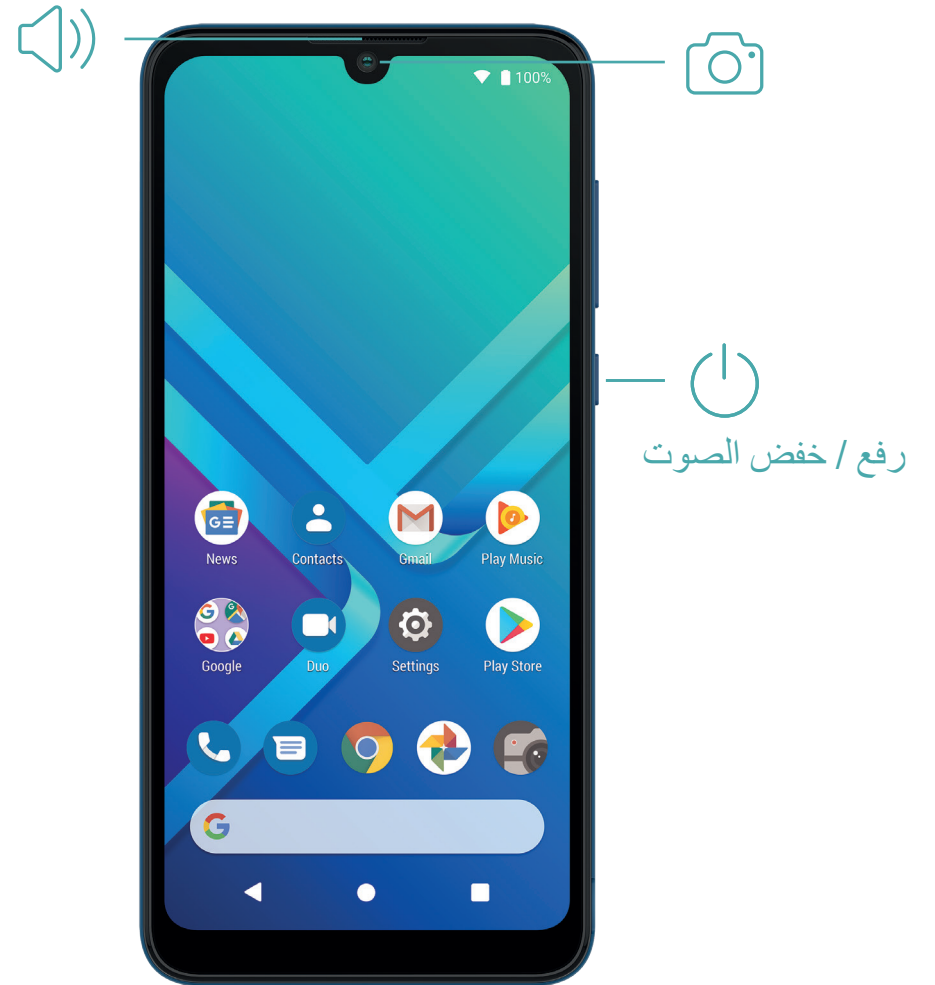 100%
رفع / خفض الصوت
News Contacts Gmail Play Music
Google Duo Settings Play Store